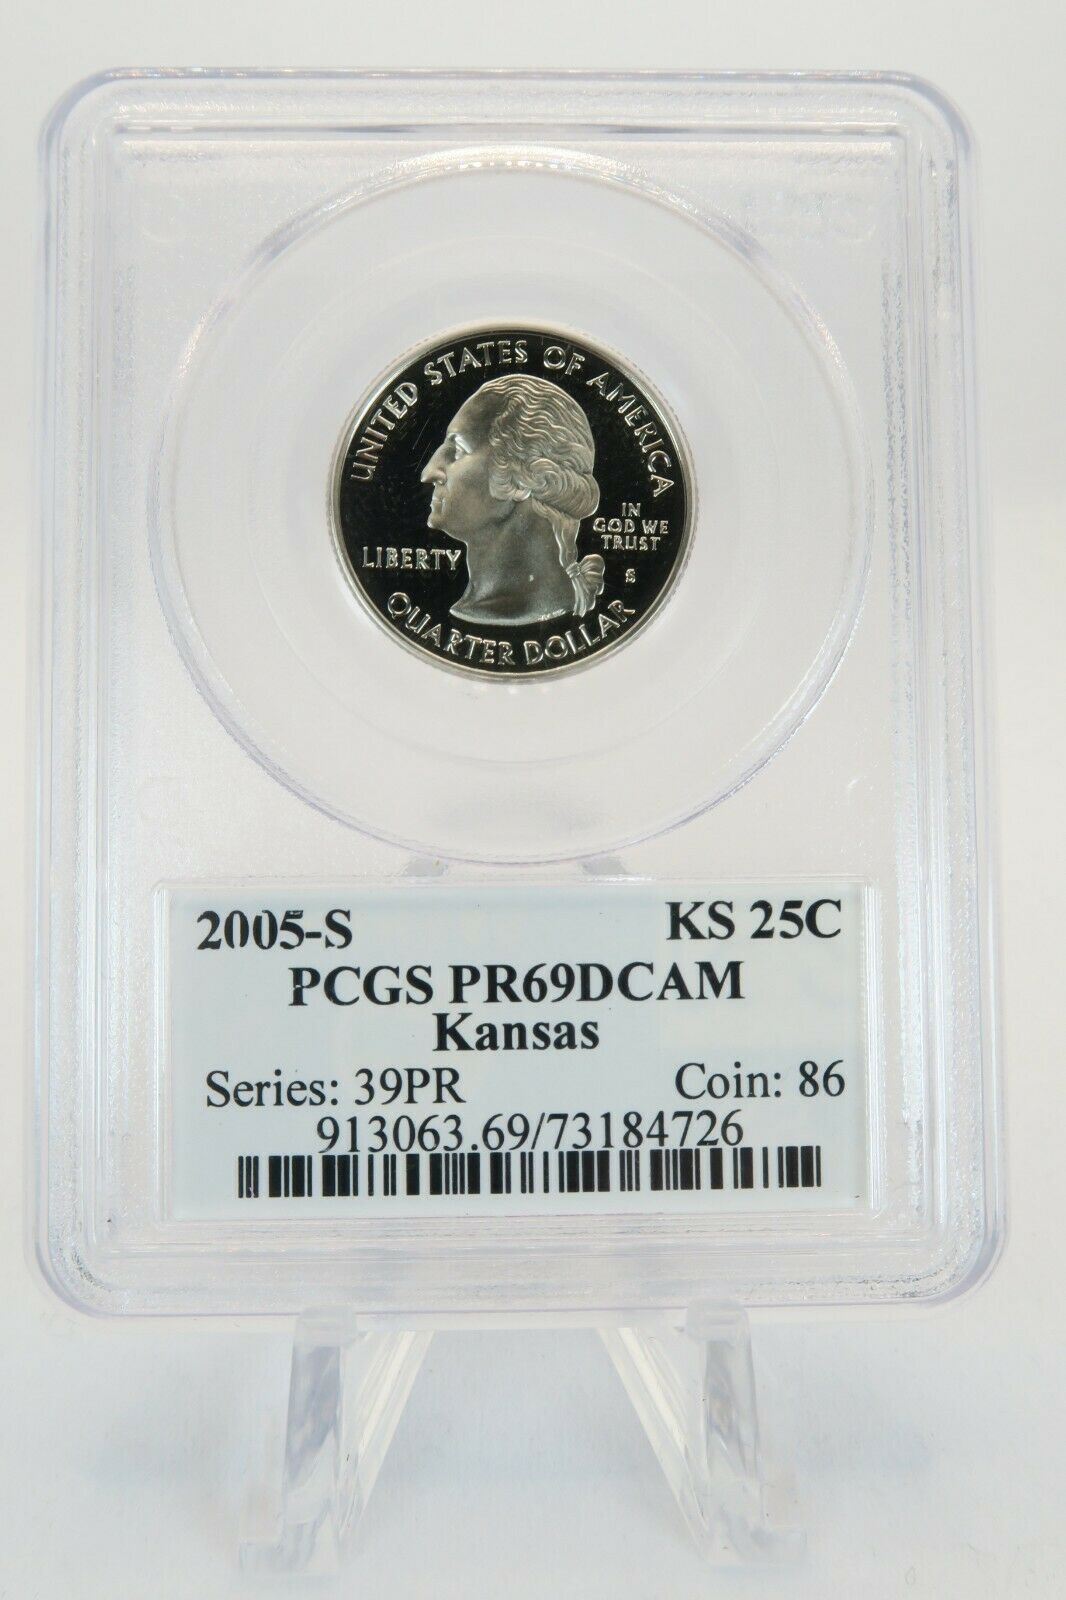 UNITED STATES OF AMERICA
LIBERTY
IN
GOD WE
TRUST
S
QUARTER DOLLAR
2005-S KS 25C
PCGS PR69DCAM
Kansas
Series: 39PR Coin: 86
913063.69/73184726